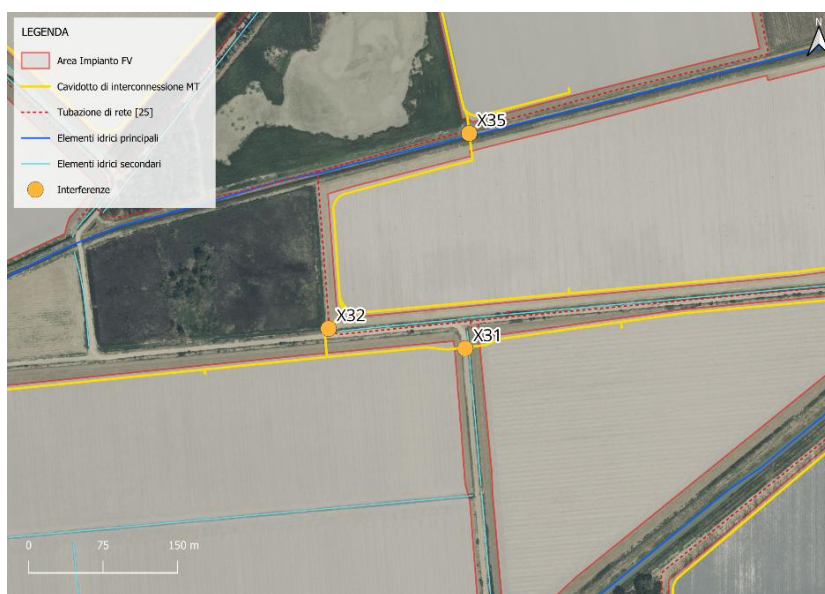 LEGENDA
Area Impianto FV
Cavidotto di interconnessione MT
Tubazione di rete [25]
Elementi idrici principali
Elementi idrici secondari
Interferenze
N
X35
X32
X31
0 75 150 m